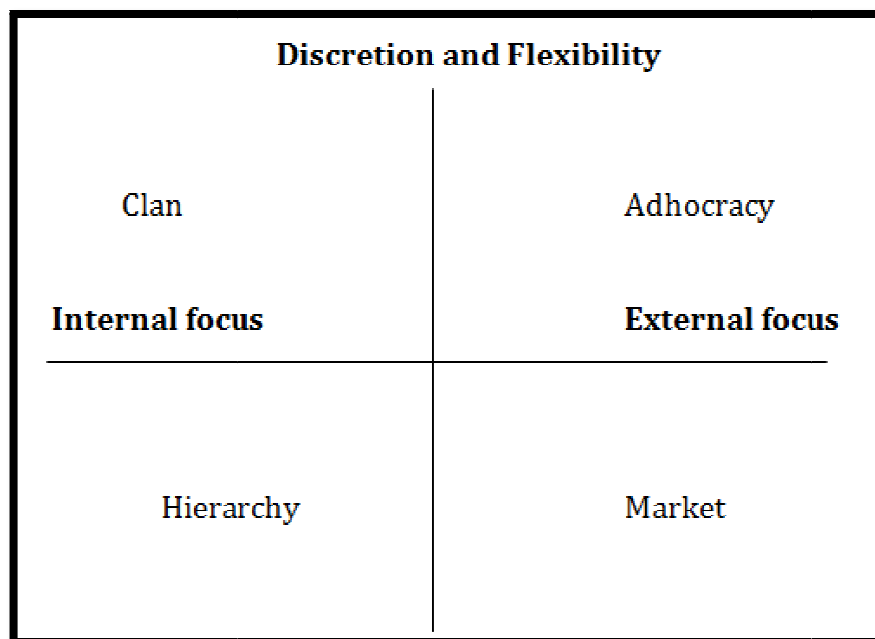 Discretion and Flexibility
Clan Adhocracy
Internal focus External focus
Hierarchy Market